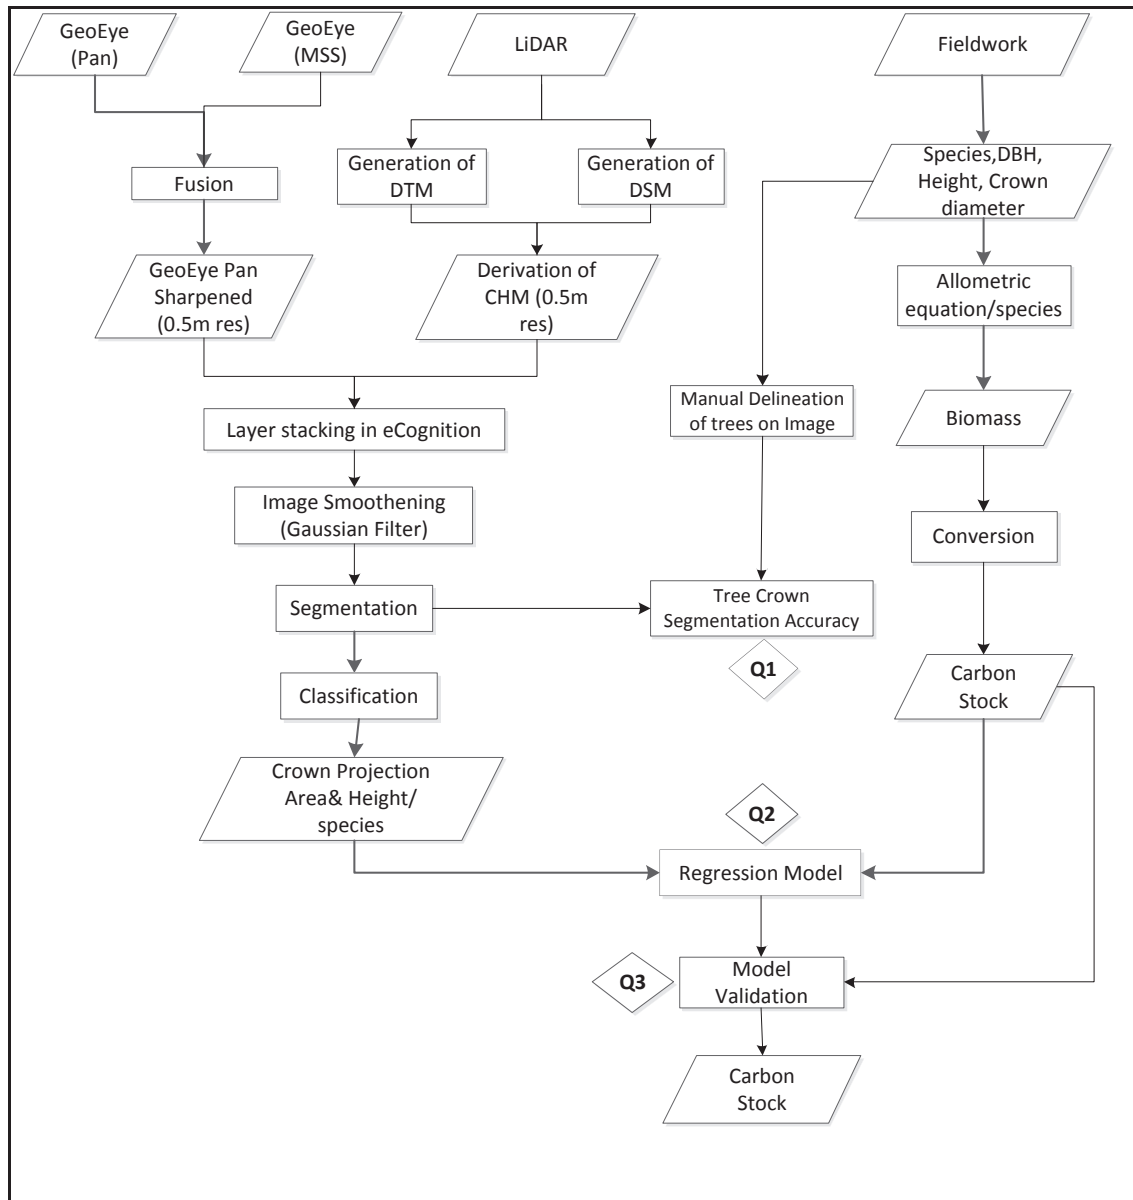 GeoEye
(Pan)
GeoEye
(MSS)
LiDAR
Fieldwork
Generation of
DTM
Generation of
DSM
Species,DBH,
Height, Crown
diameter
Fusion
GeoEye Pan
Sharpened
(0.5m res)
Derivation of
CHM (0.5m
res)
Allometric
equation/species
Manual Delineation
of trees on Image
Biomass
Layer stacking in eCognition
Image Smoothening
(Gaussian Filter)
Conversion
Segmentation
Tree Crown
Segmentation Accuracy
Q1
Classification
Carbon
Stock
Crown Projection
Area& Height/
species
Q2
Regression Model
Q3
Model
Validation
Carbon
Stock